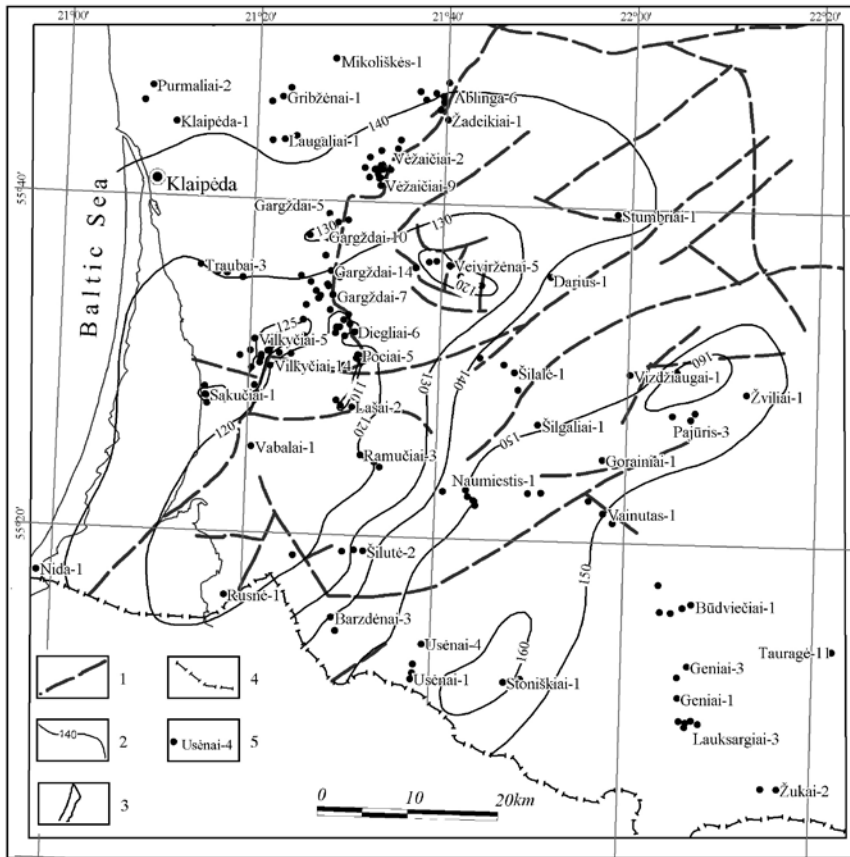 21°00
21°20
21°40
22°00
22°20
Mikoliškės-1
Purmaliai-2
Gribžėnai-1
Ablinga-6
Klaipėda-1
140
Žadeikiai-1
Laugaliai-1
Vėžaičiai-2
Klaipėda
Vėžaičiai-9
55°40
Baltic Sea
Gargždai-5
130
130
Stumbriai-1
Gargždai-10
Traubai-3
Gargždai-14
Veiviržėnai-5
120
Darius-1
Gargždai-7
125
Vilkyčiai-5
Diegliai-6
Pociai-5
Vilkyčiai-14
Šilalė-1
160
Vizdžiaugai-1
130
140
Sakučiai-1
110
Žviliai-1
Lašai-2
120
120
Šilgaliai-1
150
Pajūris-3
Vabalai-1
Ramučiai-3
Gorainiai-1
Naumiestis-1
55°20
Vainutas-1
Šilutė-2
Nida-1
150
Rusnė-1
Būdviečiai-1
Barzdėnai-3
Usėnai-4
160
Tauragė-11
Geniai-3
Usėnai-1
Stoniškiai-1
Geniai-1
Lauksargiai-3
Žukai-2
1
4
140
2
Usėnai-4
5
3
0
10
20km